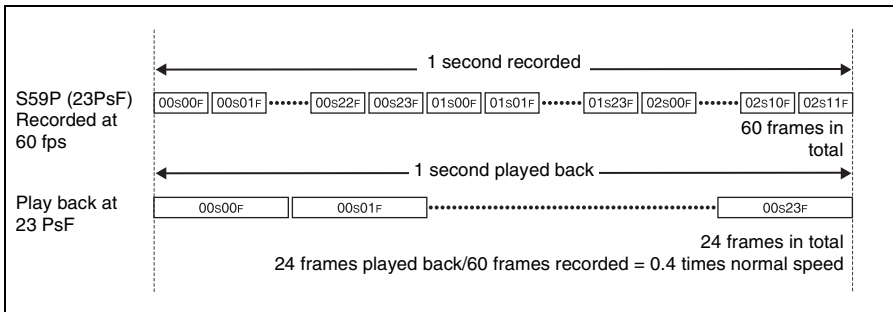 1 second recorded
S59P (23PsF)
Recorded at
60 fps
00S00F 00S01F 00S22F 00S23F 01S00F 01S01F 01S23F 02S00F 02S10F 02S11F
60 frames in
total
1 second played back
Play back at
23 PsF
00S00F 00S01F 00S23F
24 frames in total
24 frames played back/60 frames recorded = 0.4 times normal speed